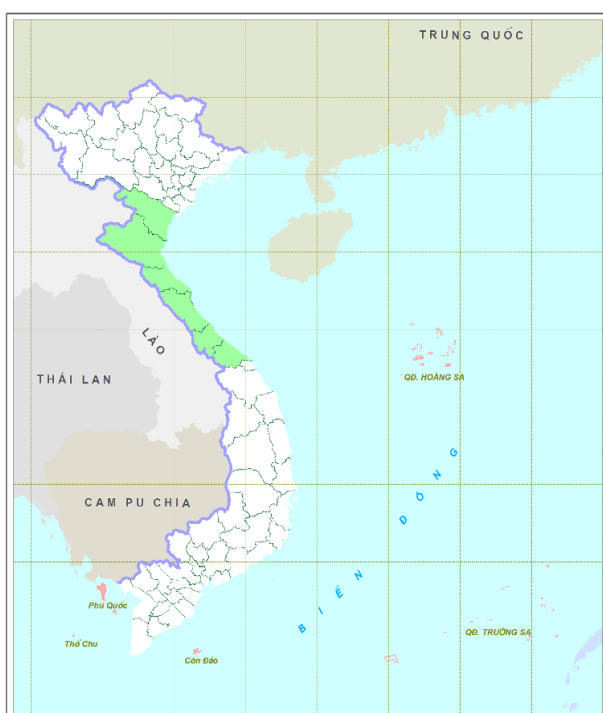 TRUNG QUỐC
LÀO
THÁI LAN
QĐ. HOÀNG SA
CAM PU CHIA
BIỂN ĐÔNG
Phú Quốc
Thổ Chu
Côn Đảo
QĐ. TRƯỜNG SA